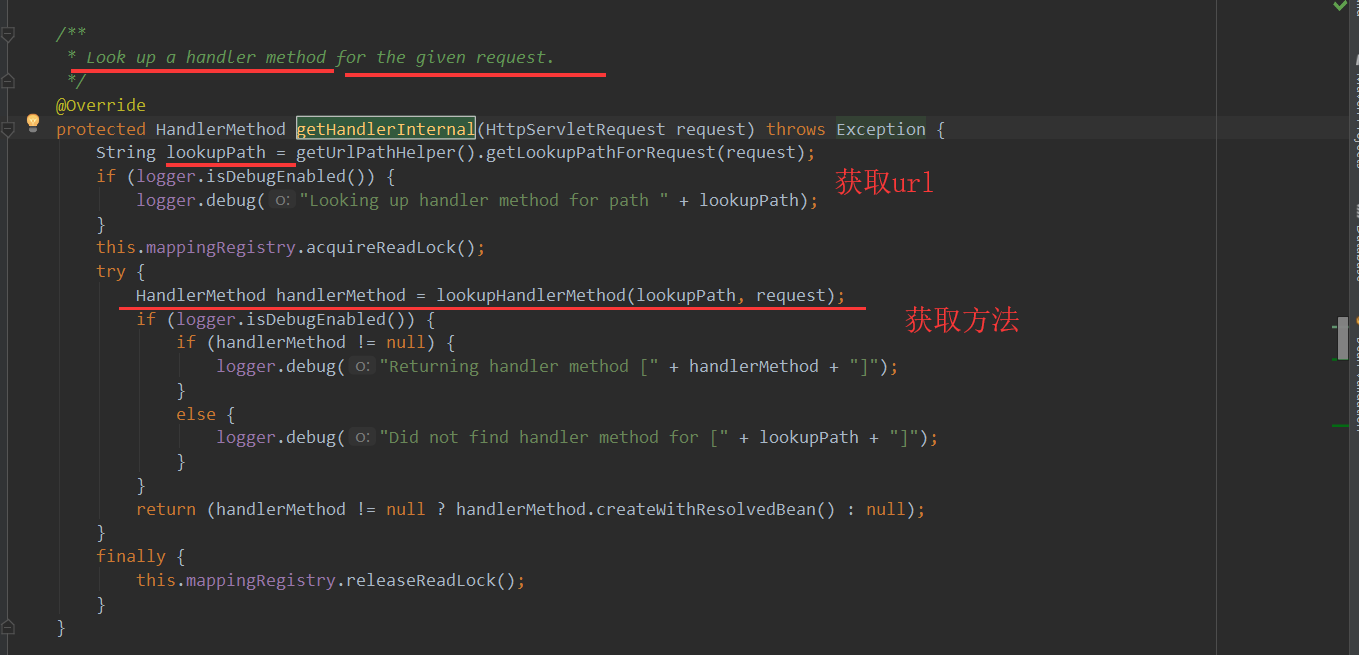 /**
* Look up a handler method for the given request.
*/
@Override
protected HandlerMethod getHandlerInternal(HttpServletRequest request) throws Exception {
String lookupPath = getUrlPathHelper().getLookupPathForRequest(request);
获取url
if (logger.isDebugEnabled()) {
logger.debug( o: "Looking up handler method for path " + lookupPath);
}
this.mappingRegistry.acquireReadLock();
try {
HandlerMethod handlerMethod = lookupHandlerMethod(lookupPath, request);
获取方法
if (logger.isDebugEnabled()) {
if (handlerMethod != null) {
logger.debug( o: "Returning handler method [" + handlerMethod + "]");
}
else {
logger.debug( o: "Did not find handler method for [" + lookupPath + "]");
}
}
return (handlerMethod != null ? handlerMethod.createWithResolvedBean() : null);
}
finally {
this.mappingRegistry.releaseReadLock();
}
}